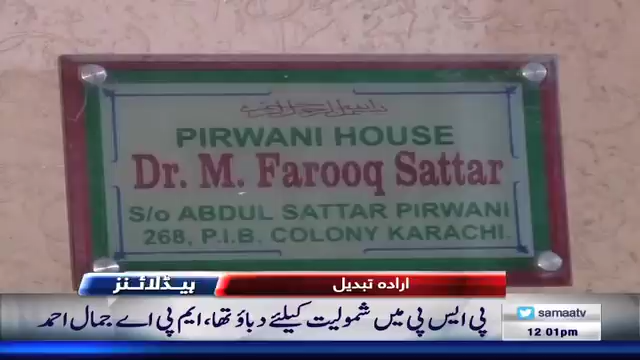 PIRWANI HOUSE
Dr. M. Farooq Sattar
S/o ABDUL SATTAR PIRWANI
268, P.I.B. COLONY KARACHI.
ہیڈلائنز
ارادہ تبدیل
پی ایس پی میں شمولیت کیلئے دباؤ تھا، ایم پی اے جمال احمد
samaatv
12 01pm